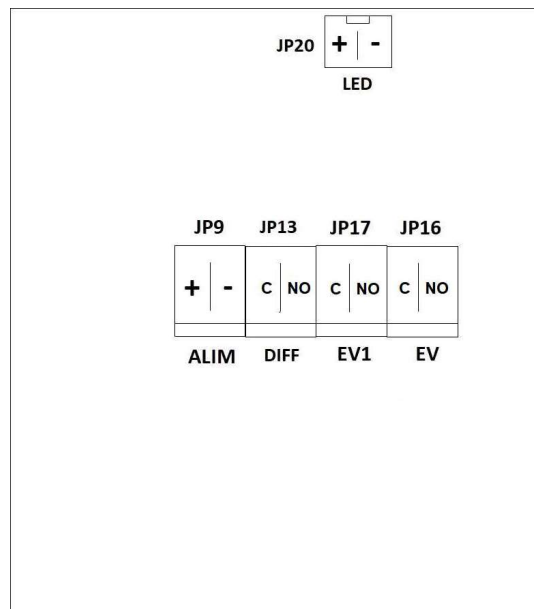 JP20 + -
LED
JP9 JP13 JP17 JP16
+ - C NO C NO C NO
ALIM DIFF EV1 EV